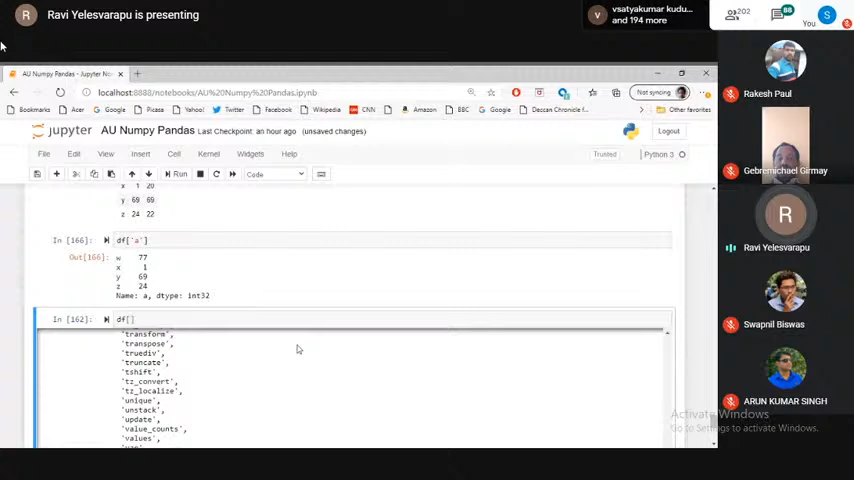 R Ravi Yelesvarapu is presenting
v vsatyakumar kudu...
and 194 more
202
88
S
You
AU Numpy Pandas - Jupyter Not
localhost:8888/notebooks/AU%20Numpy%20Pandas.ipynb
Not syncing
Bookmarks Acer Google Picasa Yahoo! Twitter Google Facebook Wikipedia CNN Amazon BBC Google Deccan Chronicle Other favorites
jupyter AU Numpy Pandas Last Checkpoint: an hour ago (unsaved changes) Logout
File Edit View Insert Cell Kernel Widgets Help Trusted Python 3
Run Code
x 1 20
y 69 69
z 24 22
In [166]: df['a']
Out[166]: w 77
x 1
y 69
z 24
Name: a, dtype: int32
In [162]: df[]
'transform',
'transpose',
'truediv',
'truncate',
'tshift',
'tz_convert',
'tz_localize',
'unique',
'unstack',
'update',
'value_counts',
'values',
Rakesh Paul
Gebremichael Girmay
R
Ravi Yelesvarapu
Swapnil Biswas
ARUN KUMAR SINGH
Activate Windows
Go to Settings to activate Windows.